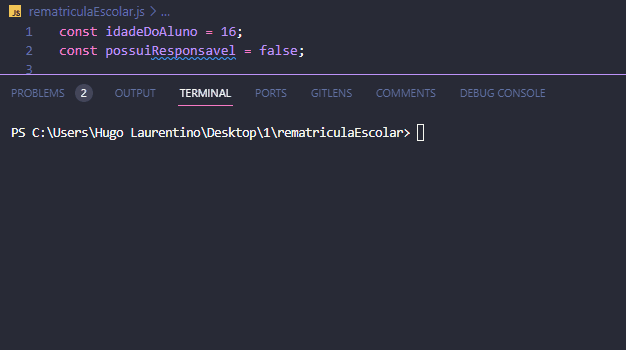 JS rematriculaEscolar.js > ...
1 const idadeDoAluno = 16;
2 const possuiResponsavel = false;
3
PROBLEMS 2 OUTPUT TERMINAL PORTS GITLENS COMMENTS DEBUG CONSOLE
PS C:\Users\Hugo Laurentino\Desktop\1\rematriculaEscolar>